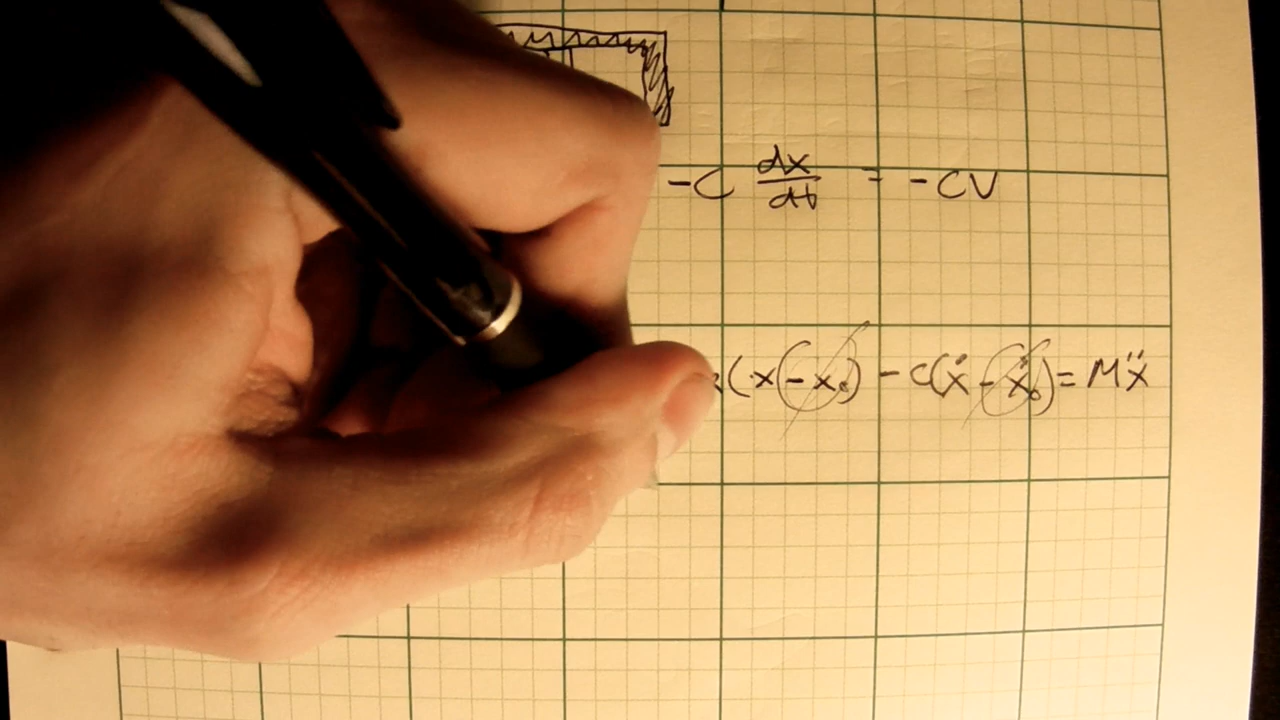 -C dx/dt = -CV
(x - x₀) - C(ẋ - ẋ₀) = Mẍ